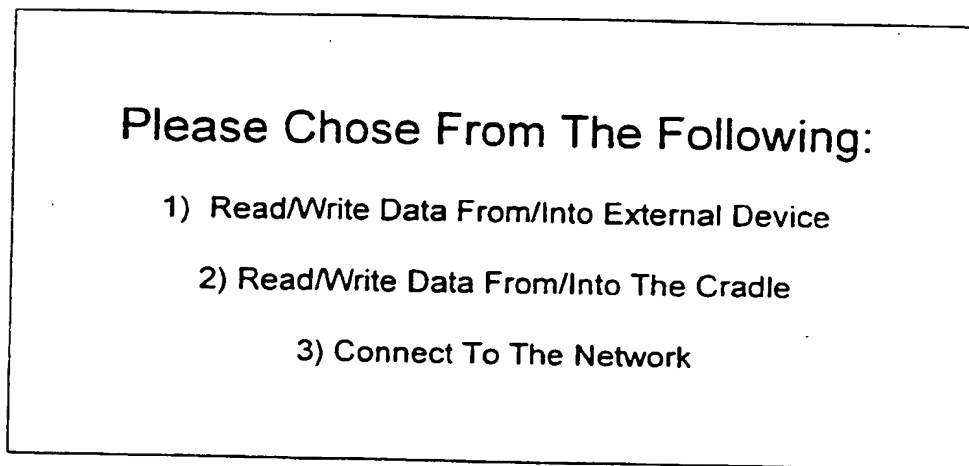 Please Chose From The Following:
1) Read/Write Data From/Into External Device
2) Read/Write Data From/Into The Cradle
3) Connect To The Network